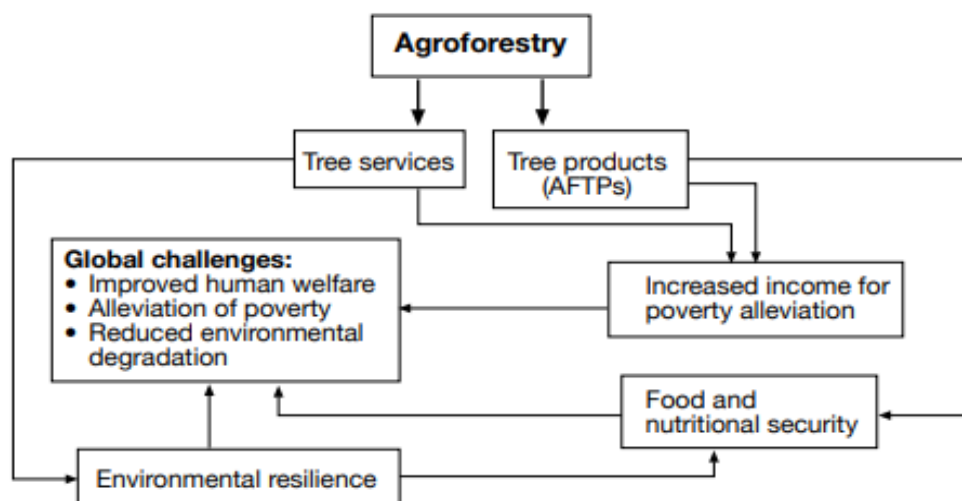 Agroforestry
Tree services
Tree products
(AFTPs)
Global challenges:
• Improved human welfare
• Alleviation of poverty
• Reduced environmental
degradation
Increased income for
poverty alleviation
Food and
nutritional security
Environmental resilience